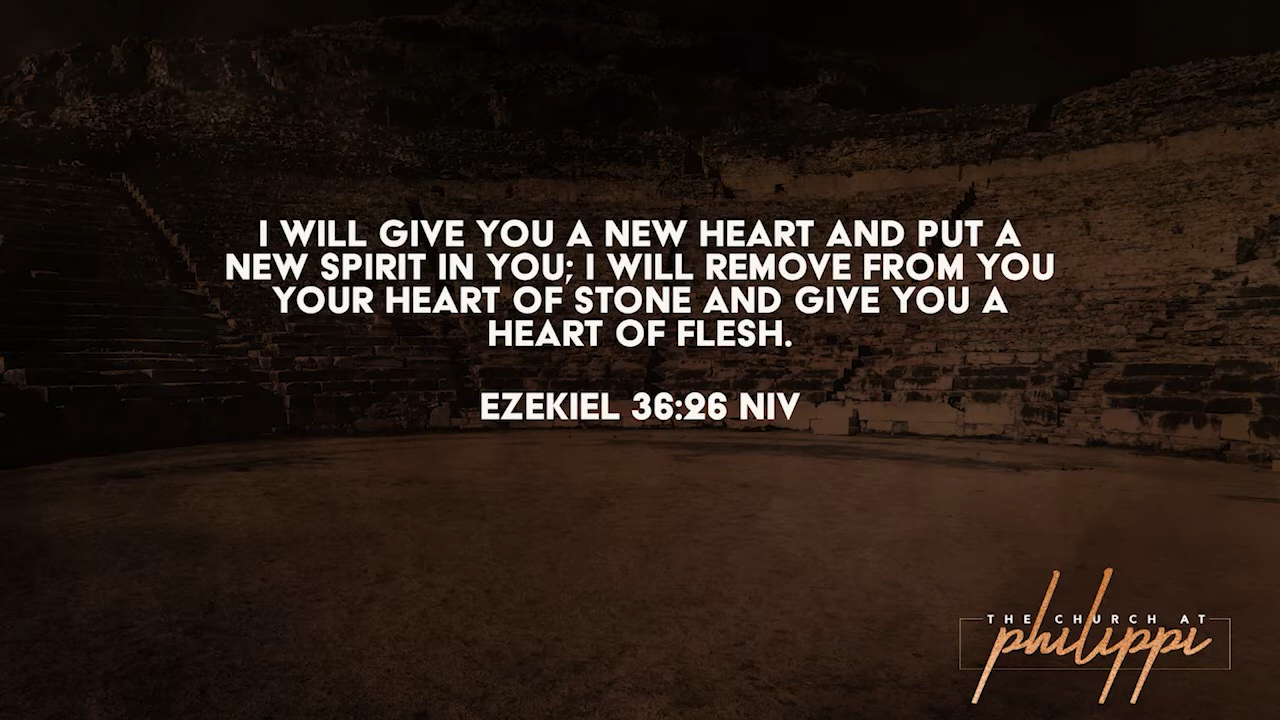 I WILL GIVE YOU A NEW HEART AND PUT A
NEW SPIRIT IN YOU; I WILL REMOVE FROM YOU
YOUR HEART OF STONE AND GIVE YOU A
HEART OF FLESH.
EZEKIEL 36:26 NIV
THE CHURCH AT
philippi